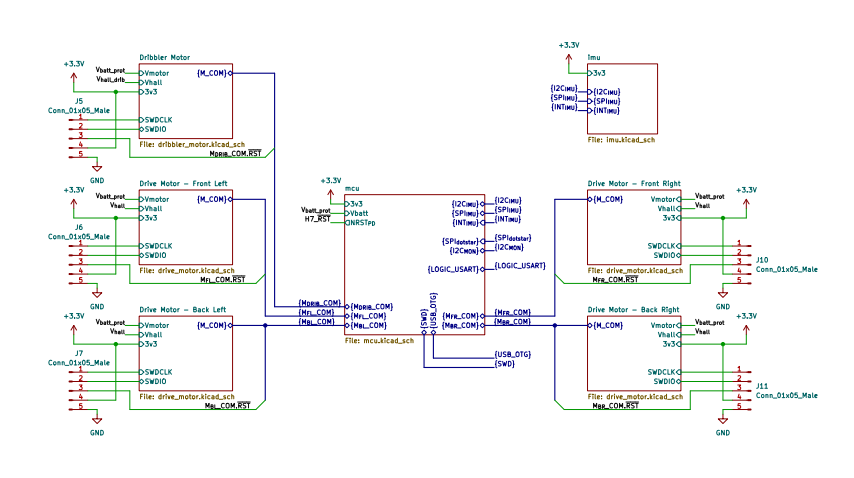 Dribbler Motor
+3.3V
Vbatt_prot
Vhall_drib
Vmotor
Vhall
3v3
{M_COM}
J5
Conn_01x05_Male
1
2
3
4
5
SWDCLK
SWDIO
File: dribbler_motor.kicad_sch
MDRIB_COM.RST
GND
+3.3V
Imu
3v3
{I2CIMU}
{SPIIMU}
{INTIMU}
{I2CIMU}
{SPIIMU}
{INTIMU}
File: imu.kicad_sch
+3.3V
Drive Motor - Front Left
Vbatt_prot
Vhall
Vmotor
Vhall
3v3
{M_COM}
J6
Conn_01x05_Male
1
2
3
4
5
SWDCLK
SWDIO
File: drive_motor.kicad_sch
MFL_COM.RST
GND
+3.3V
mcu
Vbatt_prot
H7_RST
3v3
Vbatt
NRSTPD
{I2CIMU}
{SPIIMU}
{INTIMU}
{I2CIMU}
{SPIIMU}
{INTIMU}
{SPIdotstar}
{I2CMON}
{SPIdotstar}
{I2CMON}
{LOGIC_USART}
{LOGIC_USART}
{MDRIB_COM}
{MFL_COM}
{MBL_COM}
{MDRIB_COM}
{MFL_COM}
{MBL_COM}
{SWD}
{USB_OTG}
{MFR_COM}
{MBR_COM}
{MFR_COM}
{MBR_COM}
File: mcu.kicad_sch
{USB_OTG}
{SWD}
Drive Motor - Front Right
+3.3V
{M_COM}
Vmotor
Vhall
3v3
Vbatt_prot
Vhall
SWDCLK
SWDIO
1
2
3
4
5
J10
Conn_01x05_Male
File: drive_motor.kicad_sch
MFR_COM.RST
GND
+3.3V
Drive Motor - Back Left
Vbatt_prot
Vhall
Vmotor
Vhall
3v3
{M_COM}
J7
Conn_01x05_Male
1
2
3
4
5
SWDCLK
SWDIO
File: drive_motor.kicad_sch
MBL_COM.RST
GND
Drive Motor - Back Right
+3.3V
{M_COM}
Vmotor
Vhall
3v3
Vbatt_prot
Vhall
SWDCLK
SWDIO
1
2
3
4
5
J11
Conn_01x05_Male
File: drive_motor.kicad_sch
MBR_COM.RST
GND